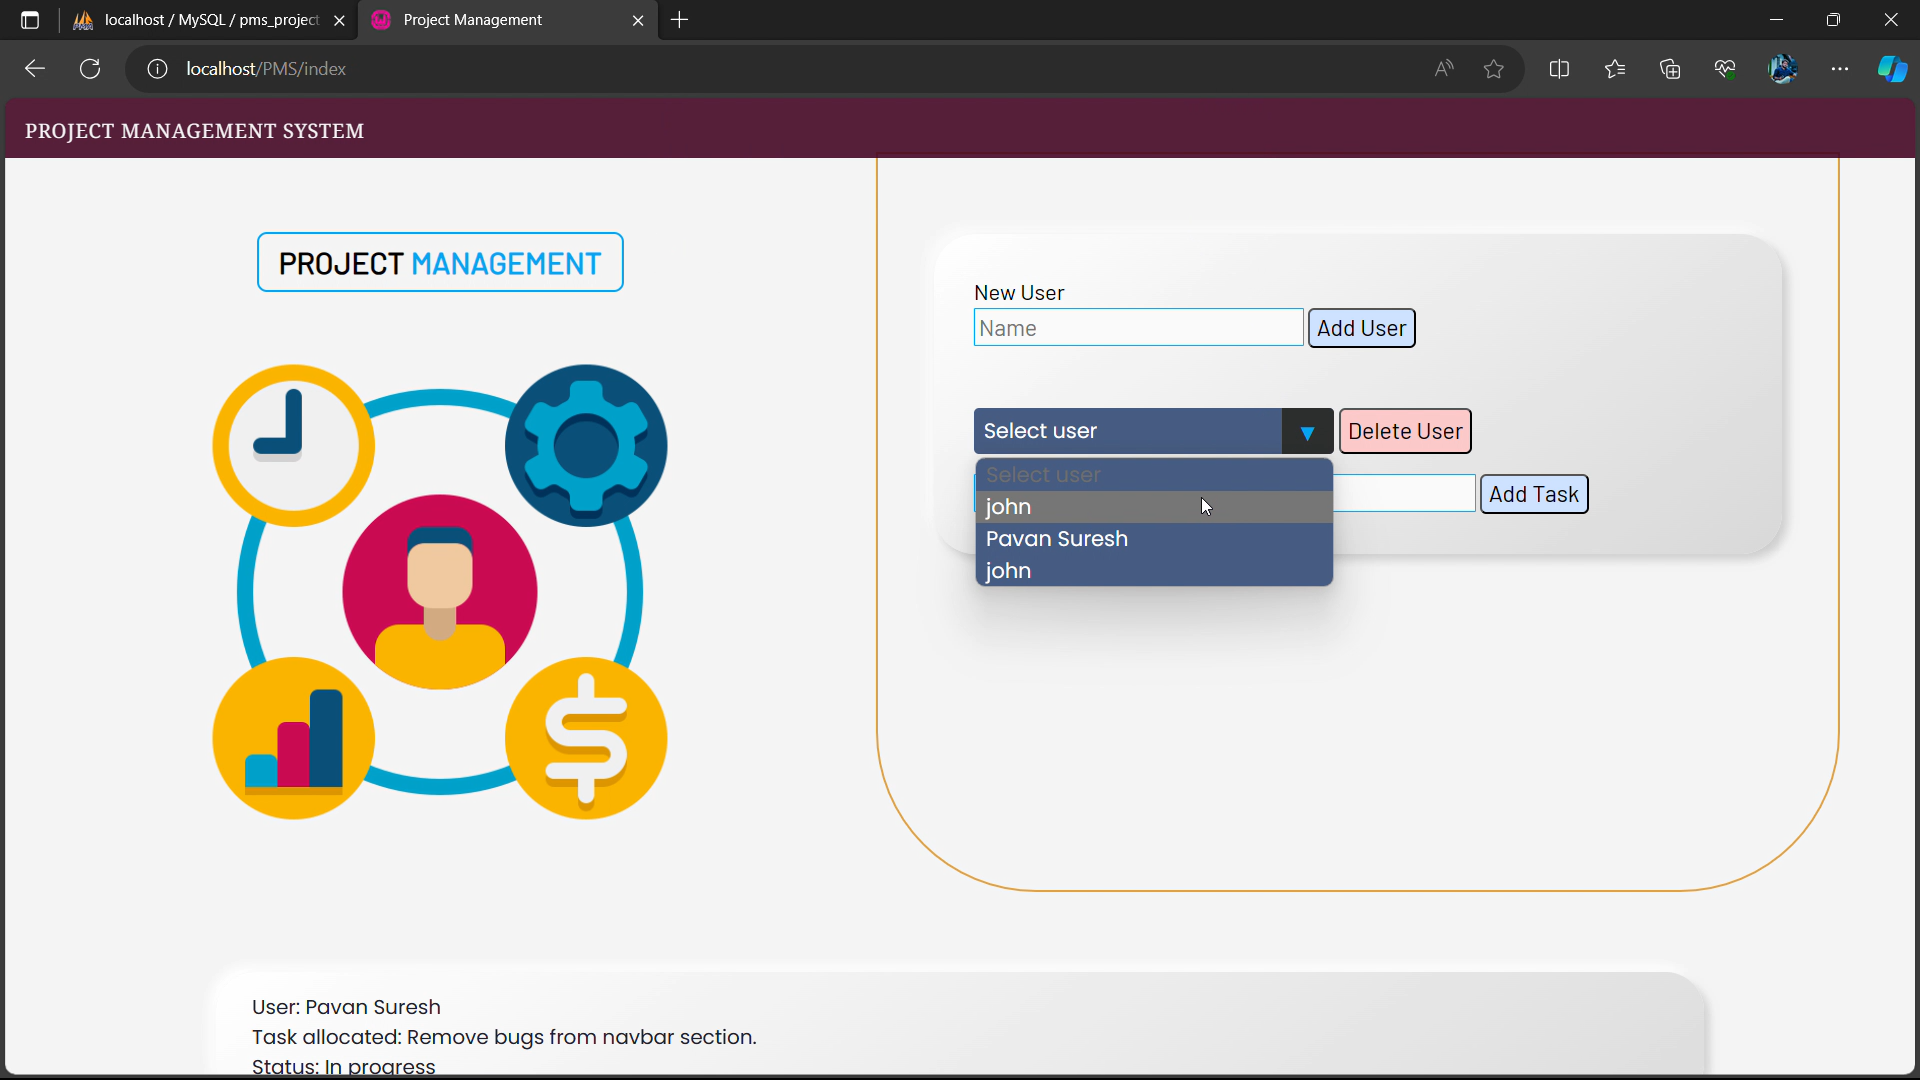 localhost / MySQL / pms_project
Project Management
localhost/PMS/index
PROJECT MANAGEMENT SYSTEM
PROJECT MANAGEMENT
New User
Name
Add User
Select user
Delete User
Select user
john
Add Task
Pavan Suresh
john
User: Pavan Suresh
Task allocated: Remove bugs from navbar section.
Status: In progress